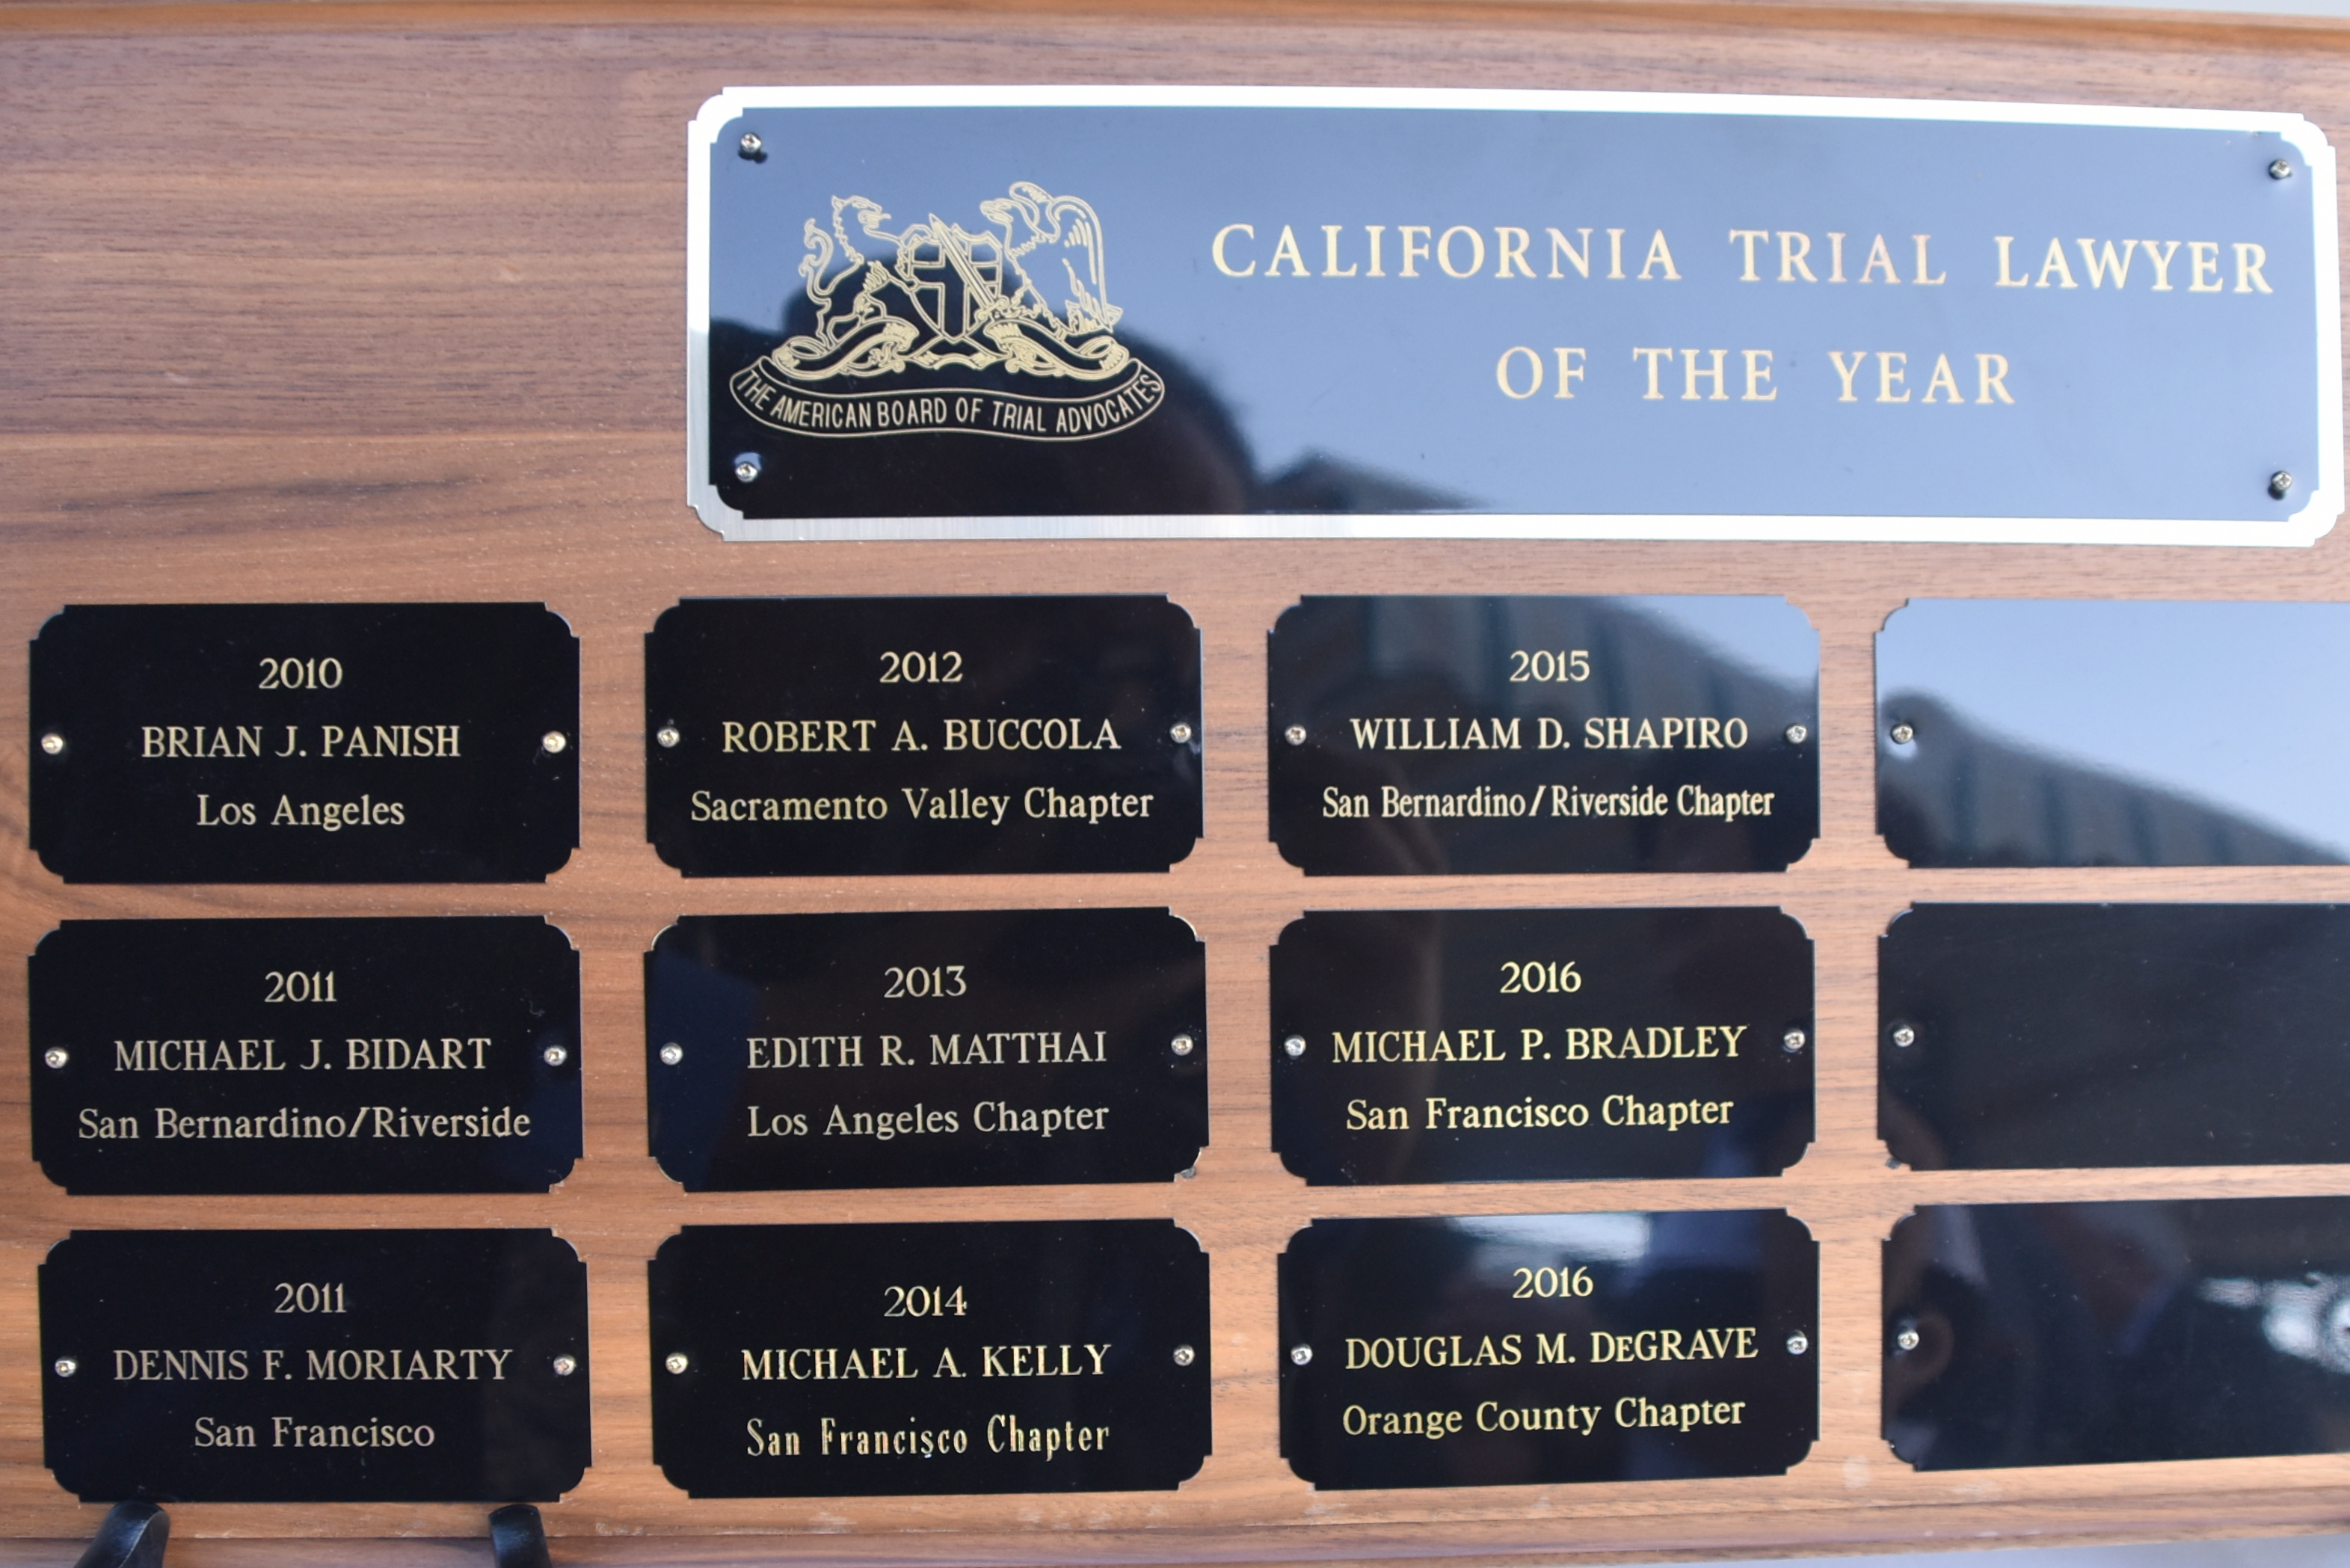 CALIFORNIA TRIAL LAWYER
OF THE YEAR
THE AMERICAN BOARD OF TRIAL ADVOCATES
2010
BRIAN J. PANISH
Los Angeles
2012
ROBERT A. BUCCOLA
Sacramento Valley Chapter
2015
WILLIAM D. SHAPIRO
San Bernardino/Riverside Chapter
2011
MICHAEL J. BIDART
San Bernardino/Riverside
2013
EDITH R. MATTHAI
Los Angeles Chapter
2016
MICHAEL P. BRADLEY
San Francisco Chapter
2011
DENNIS F. MORIARTY
San Francisco
2014
MICHAEL A. KELLY
San Francisco Chapter
2016
DOUGLAS M. DeGRAVE
Orange County Chapter